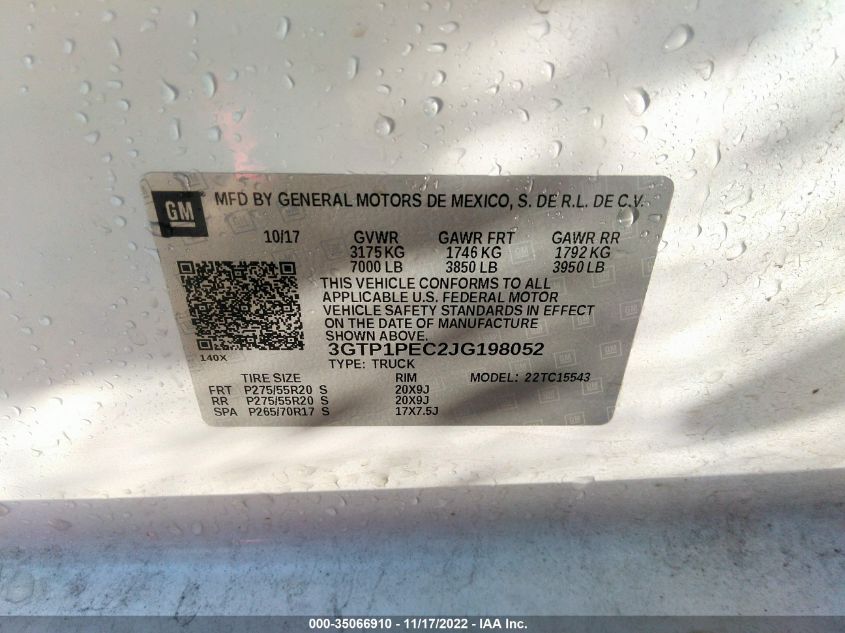 GM MFD BY GENERAL MOTORS DE MEXICO, S. DE R.L. DE C.V.
10/17 GVWR GAWR FRT GAWR RR
3175 KG 1746 KG 1792 KG
7000 LB 3850 LB 3950 LB
THIS VEHICLE CONFORMS TO ALL
APPLICABLE U.S. FEDERAL MOTOR
VEHICLE SAFETY STANDARDS IN EFFECT
ON THE DATE OF MANUFACTURE
SHOWN ABOVE.
3GTP1PEC2JG198052
140X TYPE: TRUCK
TIRE SIZE RIM MODEL: 22TC15543
FRT P275/55R20 S 20X9J
RR P275/55R20 S 20X9J
SPA P265/70R17 S 17X7.5J
000-35066910 - 11/17/2022 - IAA Inc.